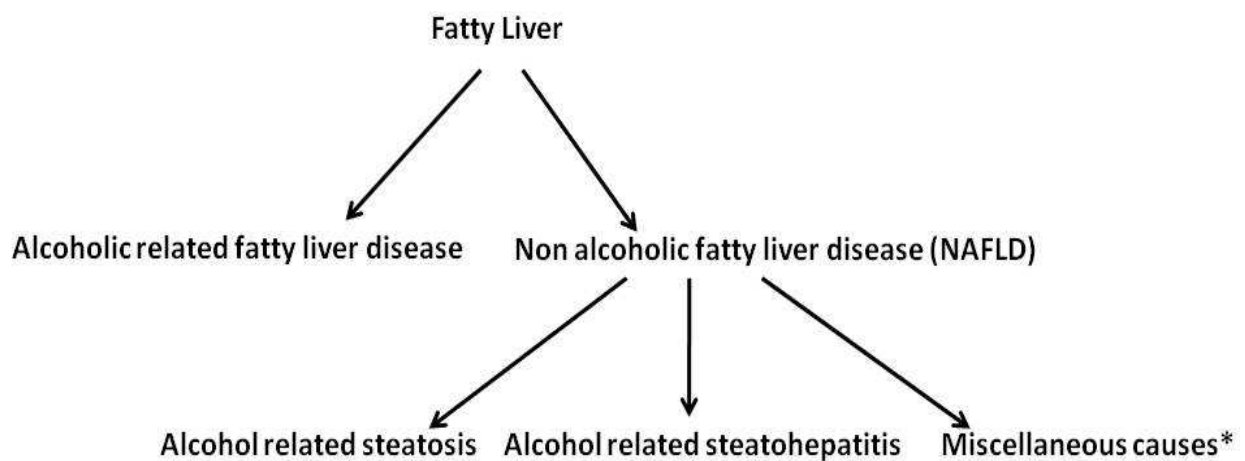 Fatty Liver
Alcoholic related fatty liver disease
Non alcoholic fatty liver disease (NAFLD)
Alcohol related steatosis
Alcohol related steatohepatitis
Miscellaneous causes*